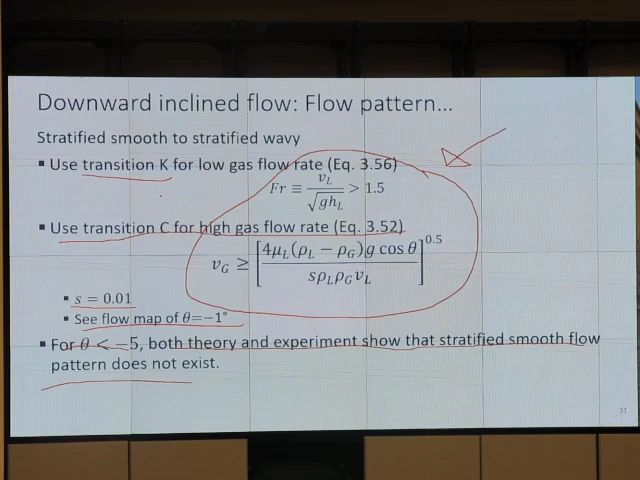 Downward inclined flow: Flow pattern...
Stratified smooth to stratified wavy
▪ Use transition K for low gas flow rate (Eq. 3.56)
Fr ≡ v_L / √(gh_L) > 1.5
▪ Use transition C for high gas flow rate (Eq. 3.52)
v_G ≥ [4μ_L(ρ_L − ρ_G)g cos θ / sρ_Lρ_Gv_L]^0.5
▪ s = 0.01
▪ See flow map of θ=−1°
▪ For θ < −5, both theory and experiment show that stratified smooth flow
pattern does not exist.
31